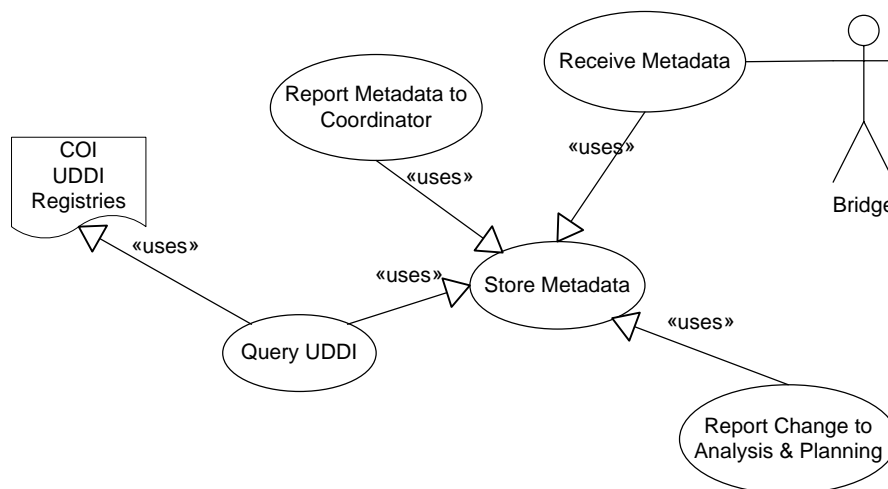 Receive Metadata
Report Metadata to
Coordinator
«uses»
COI
UDDI
Registries
«uses»
Bridge
«uses»
«uses»
Store Metadata
«uses»
Query UDDI
Report Change to
Analysis & Planning